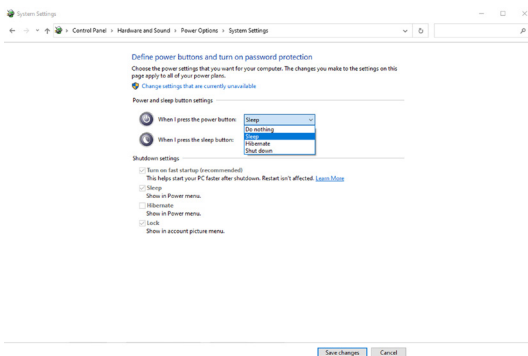 System Settings
Control Panel > Hardware and Sound > Power Options > System Settings
Define power buttons and turn on password protection
Choose the power settings that you want for your computer. The changes you make to the settings on this
page apply to all of your power plans.
Change settings that are currently unavailable
Power and sleep button settings
When I press the power button:
Sleep
Do nothing
Sleep
Hibernate
Shut down
When I press the sleep button:
Shutdown settings
Turn on fast startup (recommended)
This helps start your PC faster after shutdown. Restart isn't affected. Learn More
Sleep
Show in Power menu.
Hibernate
Show in Power menu.
Lock
Show in account picture menu.
Save changes
Cancel